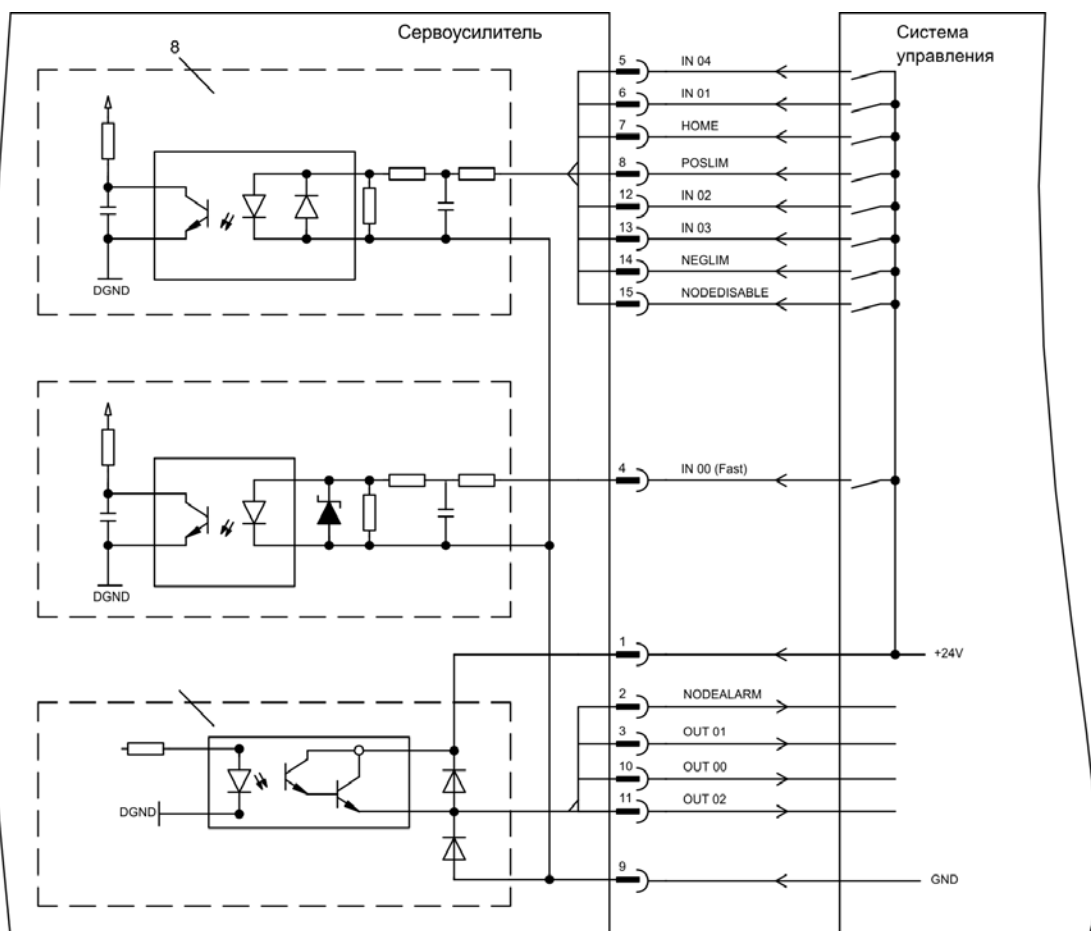 Сервоусилитель
Система
управления
8
5 IN 04
6 IN 01
7 HOME
8 POSLIM
12 IN 02
13 IN 03
14 NEGLIM
15 NODEDISABLE
DGND
4 IN 00 (Fast)
DGND
1 +24V
2 NODEALARM
3 OUT 01
10 OUT 00
11 OUT 02
DGND
9 GND